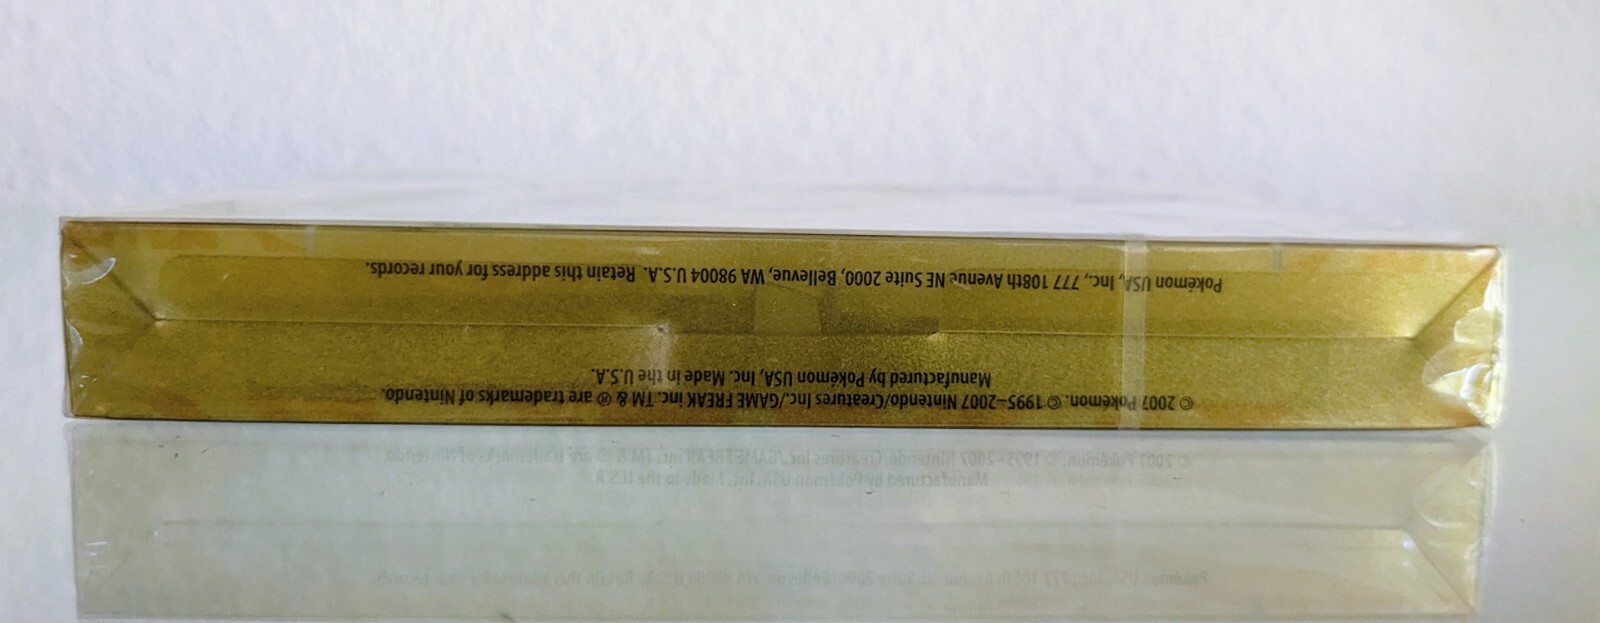 © 2007 Pokémon. © 1995–2007 Nintendo/Creatures Inc./GAME FREAK inc. TM & ® are trademarks of Nintendo.
Manufactured by Pokémon USA, Inc. Made in the U.S.A.
Pokémon USA, Inc., 777 108th Avenue NE Suite 2000, Bellevue, WA 98004 U.S.A. Retain this address for your records.